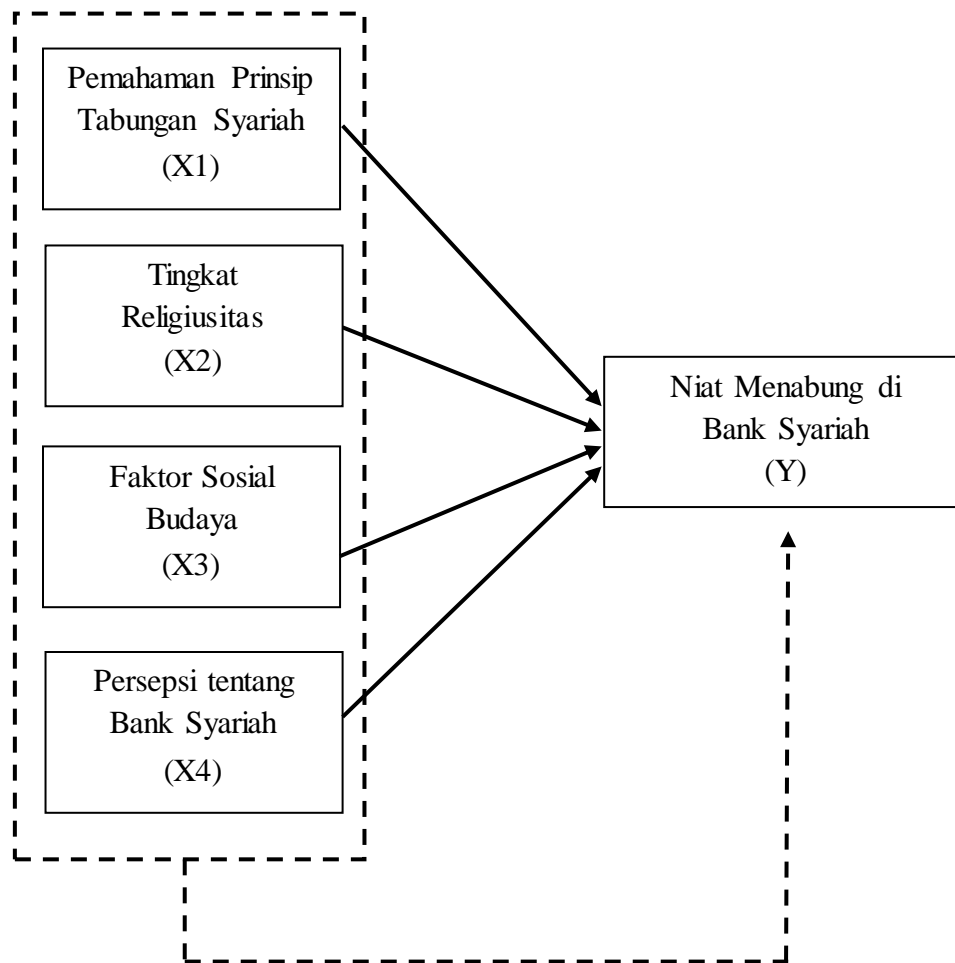 Pemahaman Prinsip
Tabungan Syariah
(X1)
Tingkat
Religiusitas
(X2)
Faktor Sosial
Budaya
(X3)
Persepsi tentang
Bank Syariah
(X4)
Niat Menabung di
Bank Syariah
(Y)